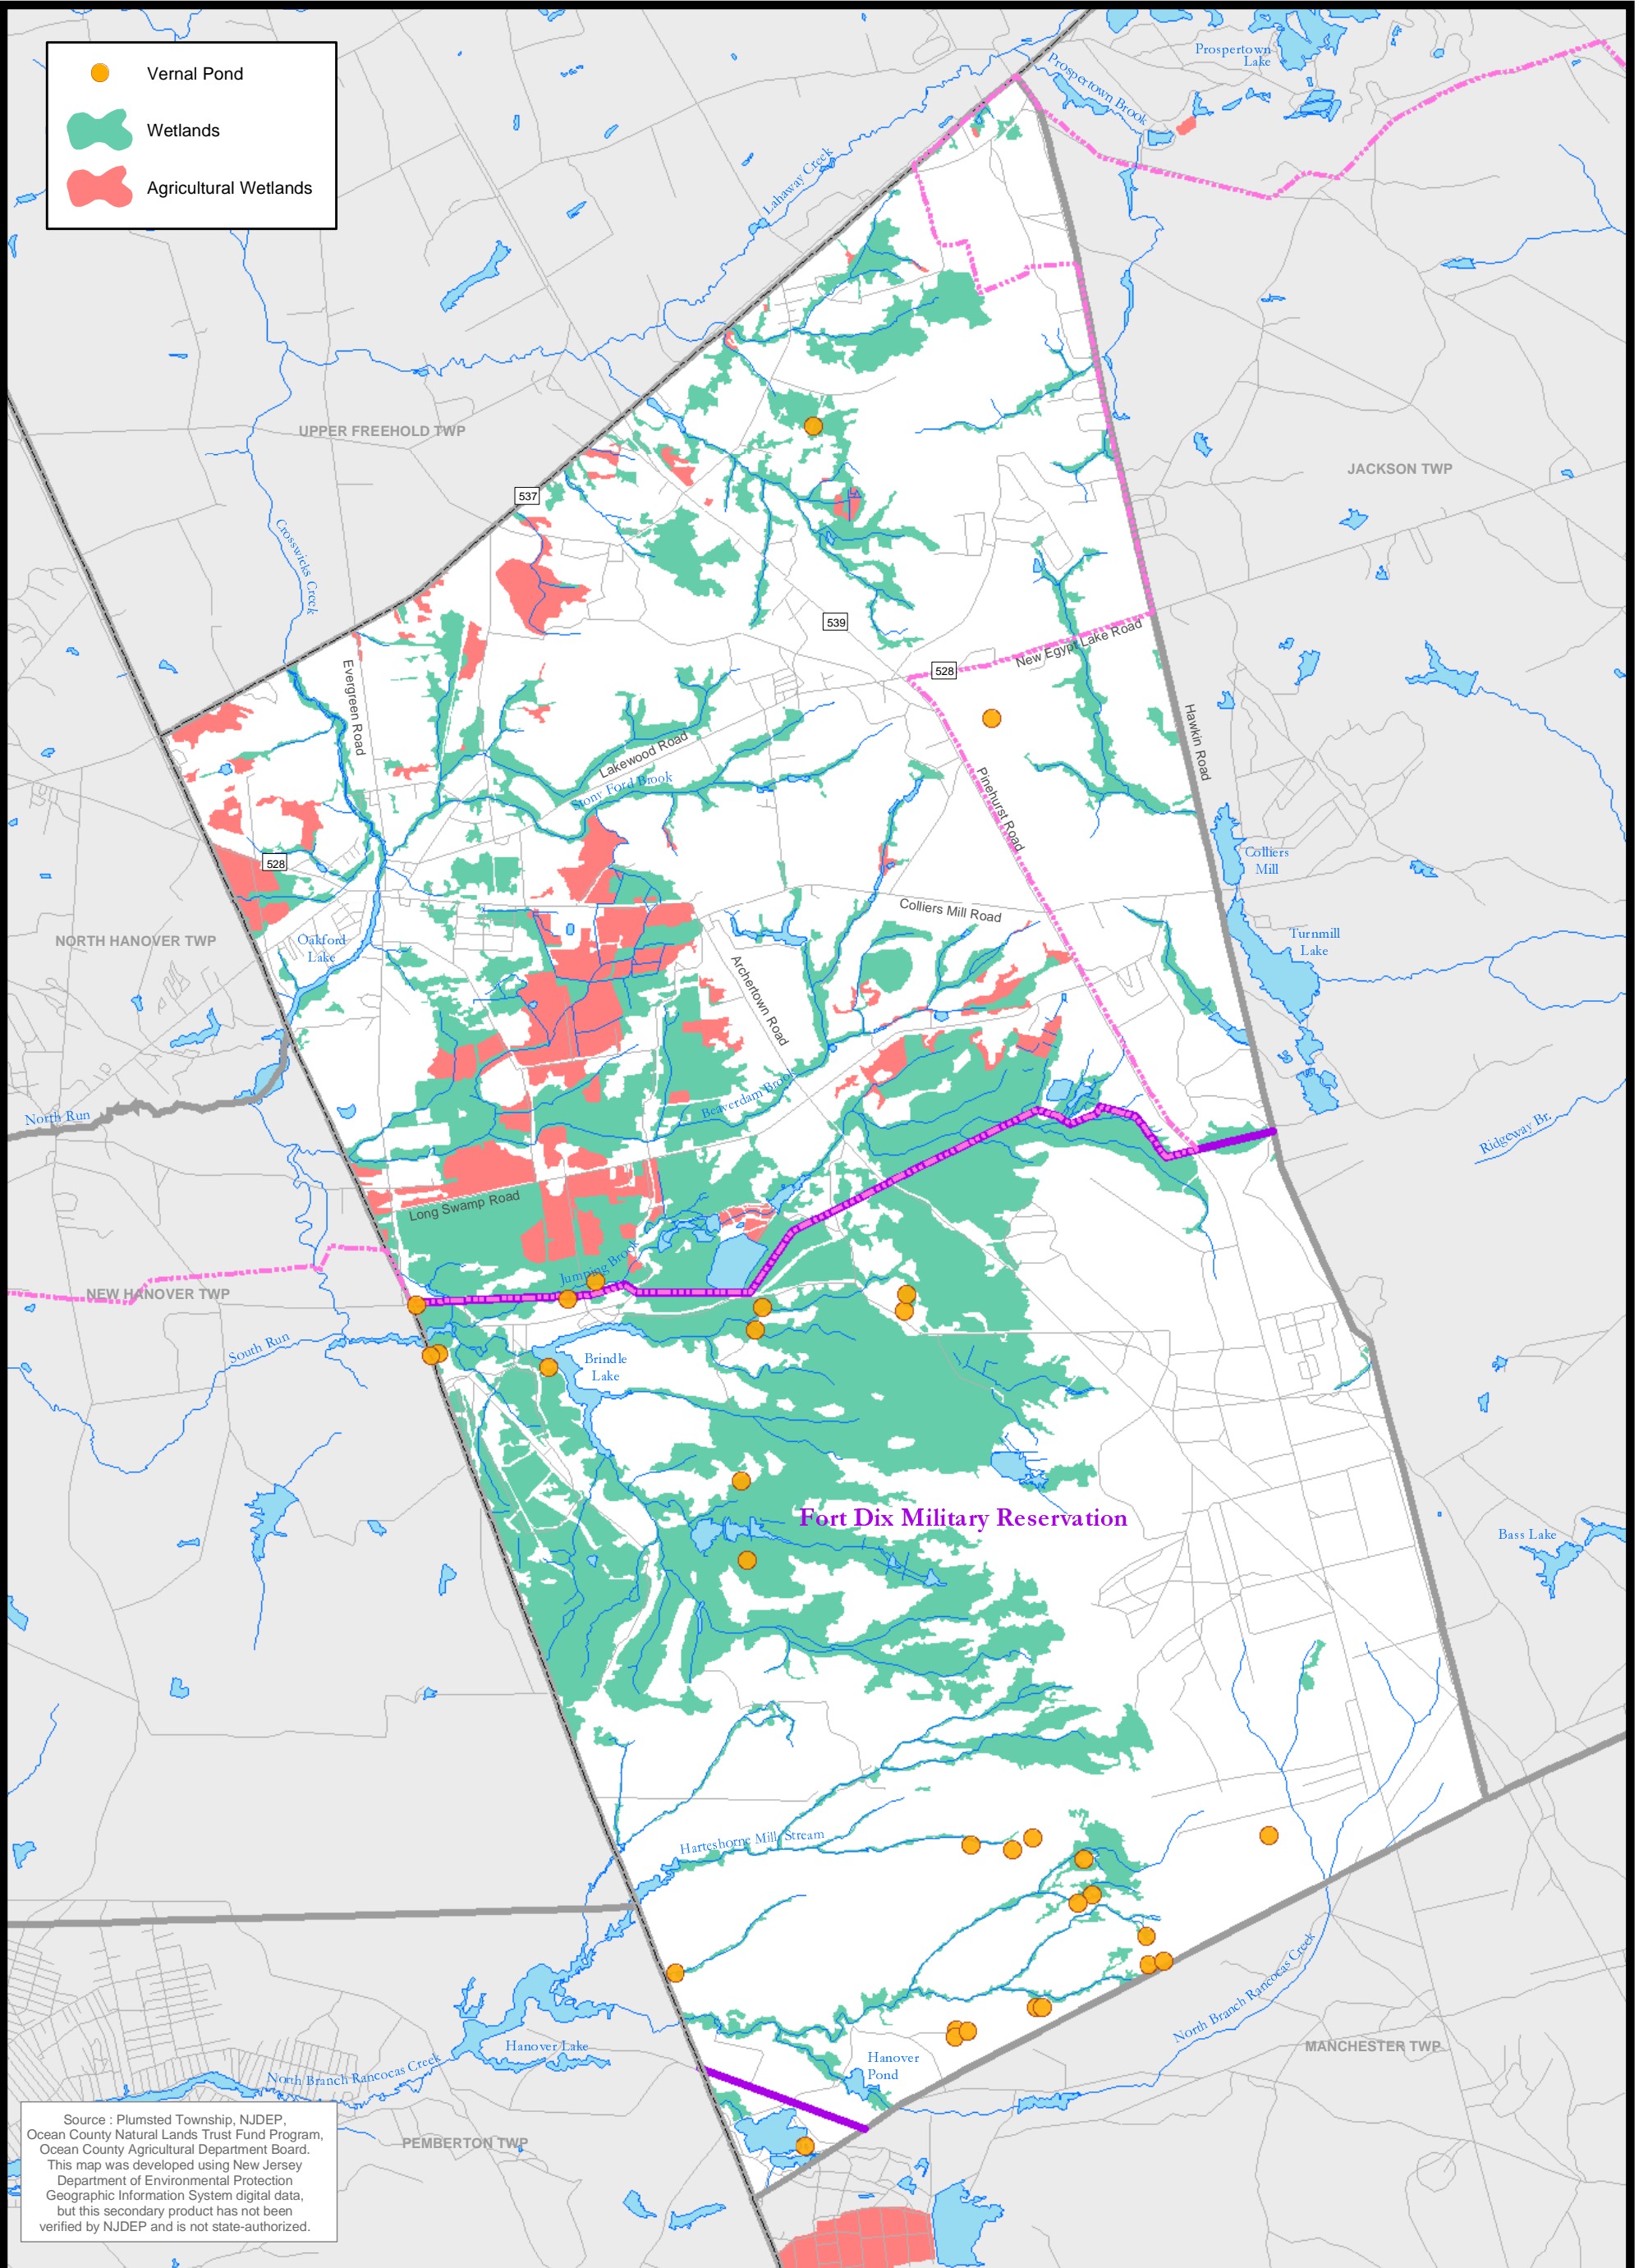 Vernal Pond
Wetlands
Agricultural Wetlands
Prospertown
Lake
Prospertown Brook
Lahaway Creek
UPPER FREEHOLD TWP
JACKSON TWP
537
Crosswicks Creek
539
Evergreen Road
528
New Egypt Lake Road
Hawkin Road
Lakewood Road
Stony Ford Brook
Pinehurst Road
528
Colliers
Mill
Colliers Mill Road
NORTH HANOVER TWP
Oakford
Lake
Turnmill
Lake
Archertown Road
Beaverdam Brook
North Run
Ridgeway Br.
Long Swamp Road
Jumping Brook
NEW HANOVER TWP
South Run
Brindle
Lake
Fort Dix Military Reservation
Bass Lake
Harteshorne Mill Stream
North Branch Rancocas Creek
Hanover Lake
Hanover
Pond
MANCHESTER TWP
North Branch Rancocas Creek
PEMBERTON TWP
Source : Plumsted Township, NJDEP,
Ocean County Natural Lands Trust Fund Program,
Ocean County Agricultural Department Board.
This map was developed using New Jersey
Department of Environmental Protection
Geographic Information System digital data,
but this secondary product has not been
verified by NJDEP and is not state-authorized.